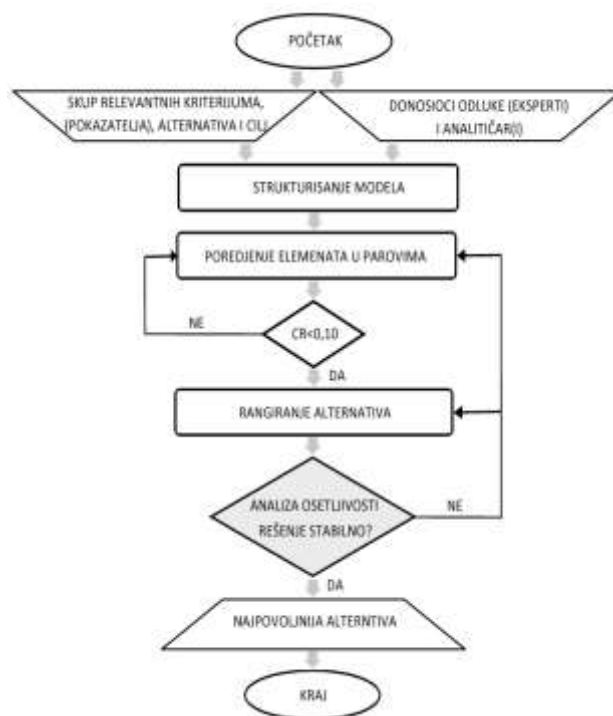 POČETAK
SKUP RELEVANTNIH KRITERIJUMA,
(POKAZATELJA), ALTERNATIVA I CILJ
DONOSIOCI ODLUKE (EKSPERTI)
I ANALITIČAR(I)
STRUKTURISANJE MODELA
POREDJENJE ELEMENATA U PAROVIMA
NE
CR<0,10
DA
RANGIRANJE ALTERNATIVA
ANALIZA OSETLJIVOSTI
REŠENJE STABILNO?
NE
DA
NAJPOVOLJNIJA ALTERNTIVA
KRAJ